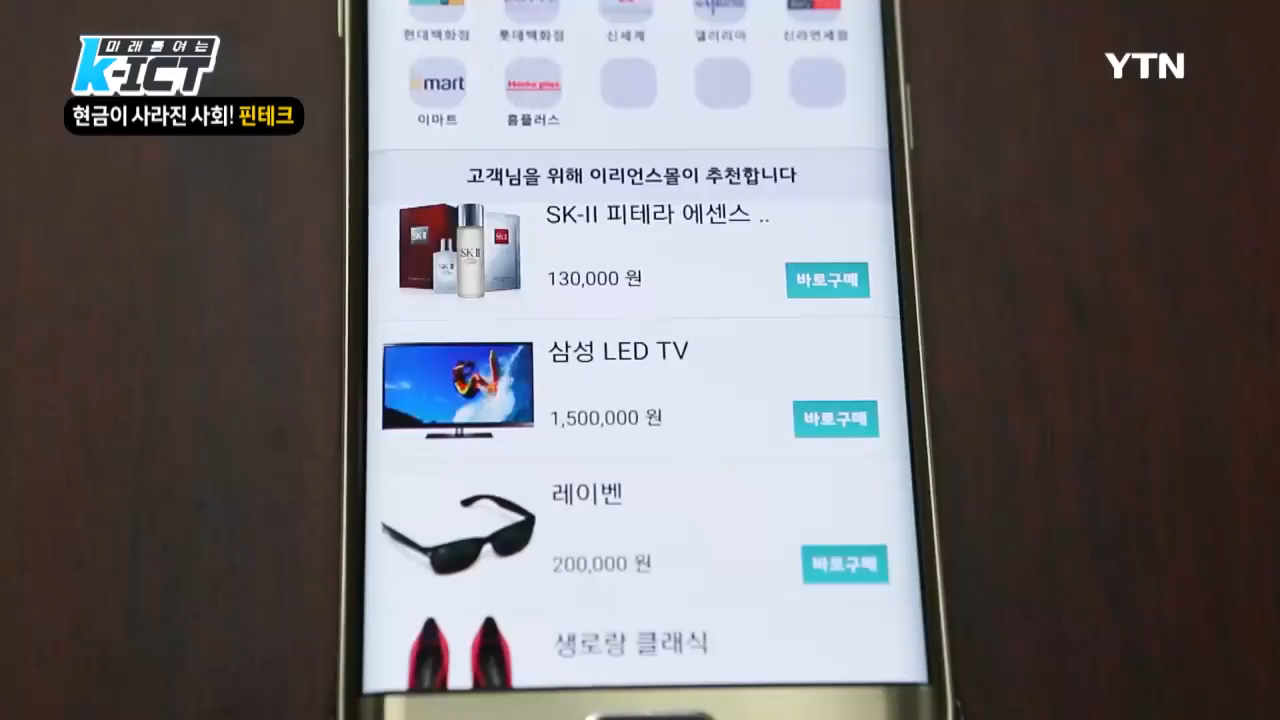 미래를 여는
K-ICT
현금이 사라진 사회! 핀테크
YTN
현대백화점 롯데백화점 신세계 갤러리아 신라면세점
emart Home plus
이마트 홈플러스
고객님을 위해 이리언스몰이 추천합니다
SK-II 피테라 에센스 ..
130,000 원
바로구매
삼성 LED TV
1,500,000 원
바로구매
레이벤
200,000 원
바로구매
생로랑 클래식